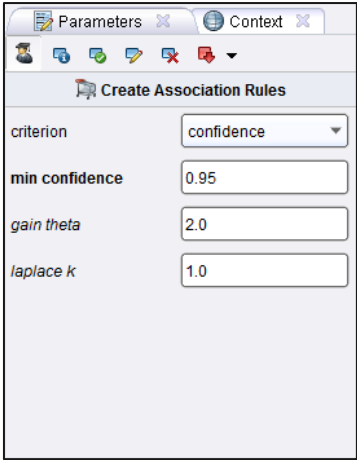 Parameters
Context
Create Association Rules
criterion
confidence
min confidence
0.95
gain theta
2.0
laplace k
1.0